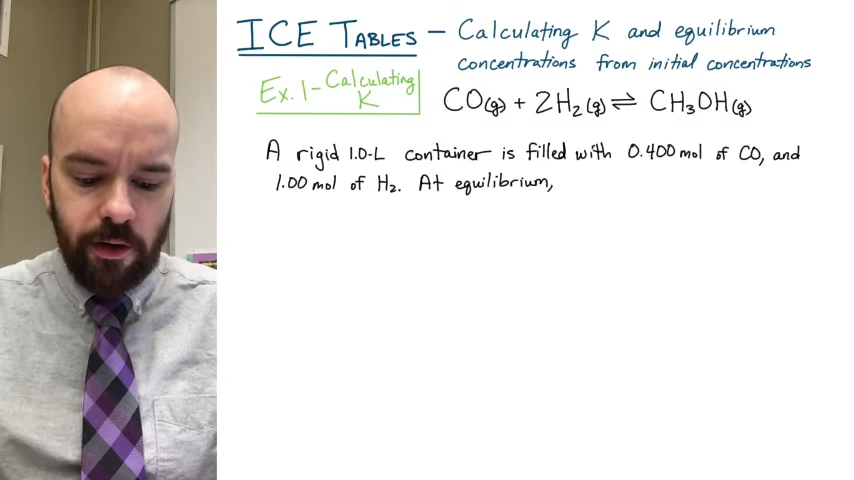 ICE TABLES – Calculating K and equilibrium
concentrations from initial concentrations
Ex. 1 - Calculating
K
CO(g) + 2H₂(g) ⇌ CH₃OH(g)
A rigid 1.0-L container is filled with 0.400 mol of CO, and
1.00 mol of H₂. At equilibrium,